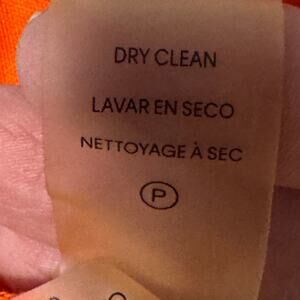 DRY CLEAN
LAVAR EN SECO
NETTOYAGE À SEC
P